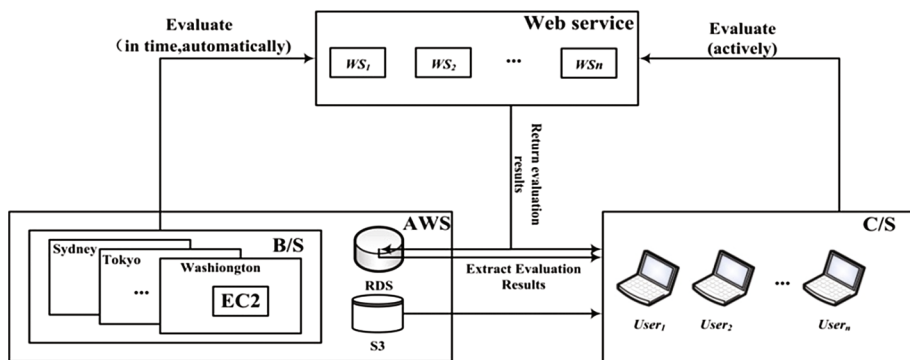 Evaluate
(in time,automatically)
Web service
WS1
WS2
...
WSn
Evaluate
(actively)
Return evaluation
results
AWS
B/S
Sydney
Tokyo
...
Washiongton
EC2
RDS
S3
Extract Evaluation
Results
C/S
...
User1
User2
Usern